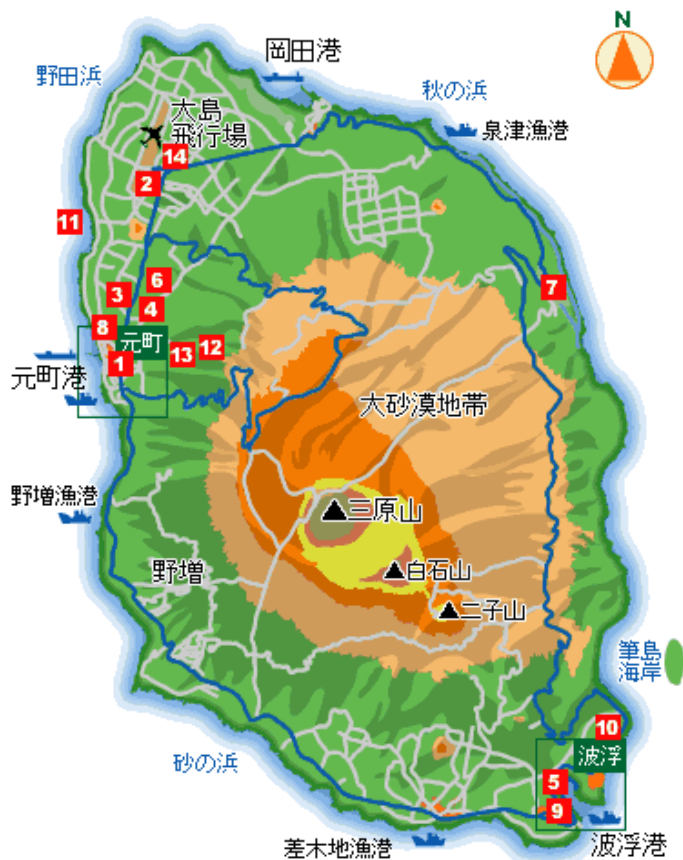 N
岡田港
野田浜
秋の浜
大島
飛行場
泉津漁港
14
2
11
7
6
3
4
8
元町
12
13
1
元町港
大砂漠地帯
野増漁港
三原山
野増
白石山
二子山
筆島
海岸
10
波浮
砂の浜
5
9
差木地漁港
波浮港